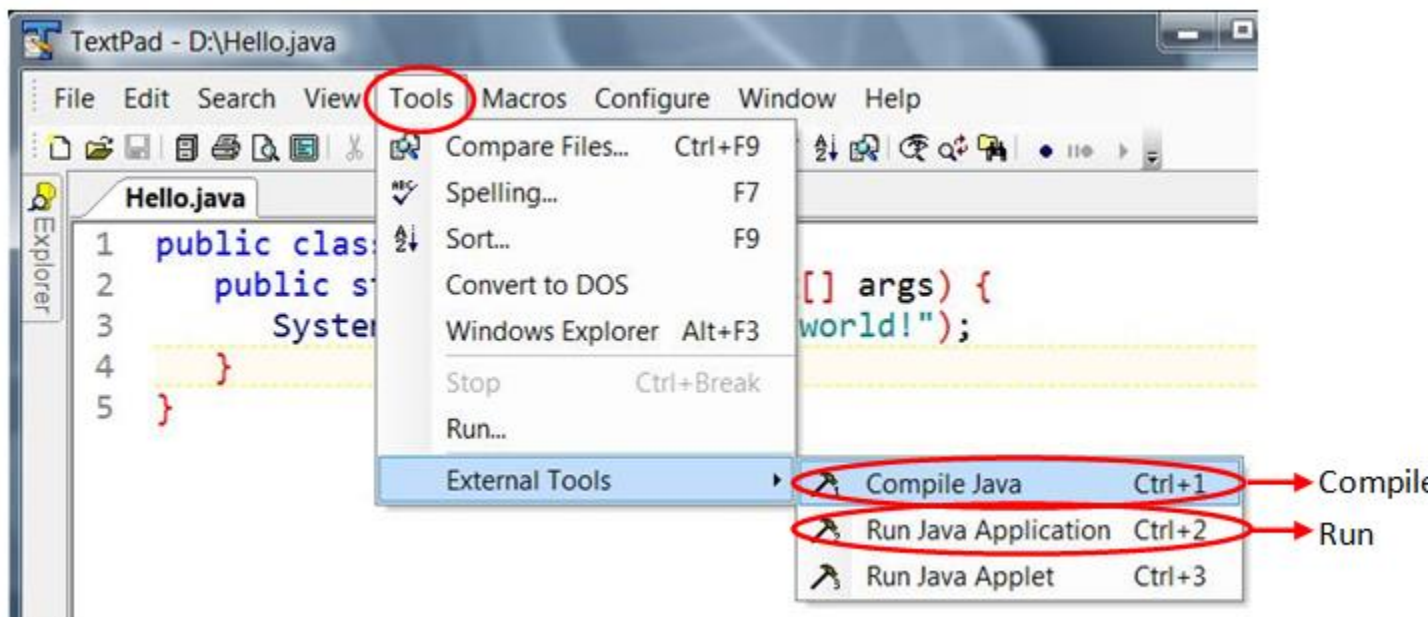 TextPad - D:\Hello.java
File Edit Search View Tools Macros Configure Window Help
Compare Files... Ctrl+F9
Spelling... F7
Sort... F9
Convert to DOS
Windows Explorer Alt+F3
Stop Ctrl+Break
Run...
External Tools
Compile Java Ctrl+1
Run Java Application Ctrl+2
Run Java Applet Ctrl+3
Compile
Run
Explorer
Hello.java
1 public clas
2 public s [] args) {
3 System world!");
4 }
5 }